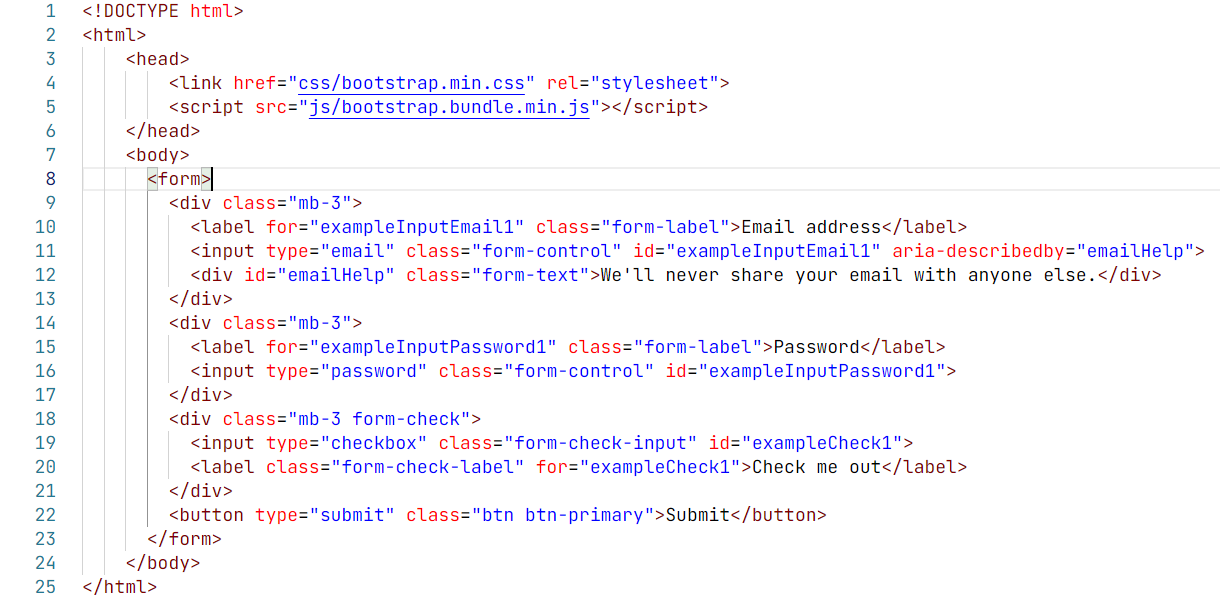 1 <!DOCTYPE html>
2 <html>
3     <head>
4         <link href="css/bootstrap.min.css" rel="stylesheet">
5         <script src="js/bootstrap.bundle.min.js"></script>
6     </head>
7     <body>
8       <form>
9         <div class="mb-3">
10           <label for="exampleInputEmail1" class="form-label">Email address</label>
11           <input type="email" class="form-control" id="exampleInputEmail1" aria-describedby="emailHelp">
12           <div id="emailHelp" class="form-text">We'll never share your email with anyone else.</div>
13         </div>
14         <div class="mb-3">
15           <label for="exampleInputPassword1" class="form-label">Password</label>
16           <input type="password" class="form-control" id="exampleInputPassword1">
17         </div>
18         <div class="mb-3 form-check">
19           <input type="checkbox" class="form-check-input" id="exampleCheck1">
20           <label class="form-check-label" for="exampleCheck1">Check me out</label>
21         </div>
22         <button type="submit" class="btn btn-primary">Submit</button>
23       </form>
24     </body>
25 </html>